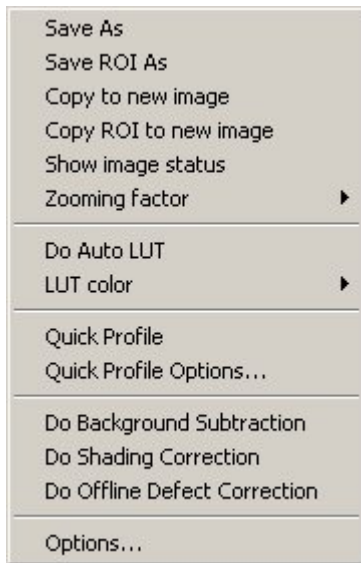 Save As
Save ROI As
Copy to new image
Copy ROI to new image
Show image status
Zooming factor
Do Auto LUT
LUT color
Quick Profile
Quick Profile Options...
Do Background Subtraction
Do Shading Correction
Do Offline Defect Correction
Options...